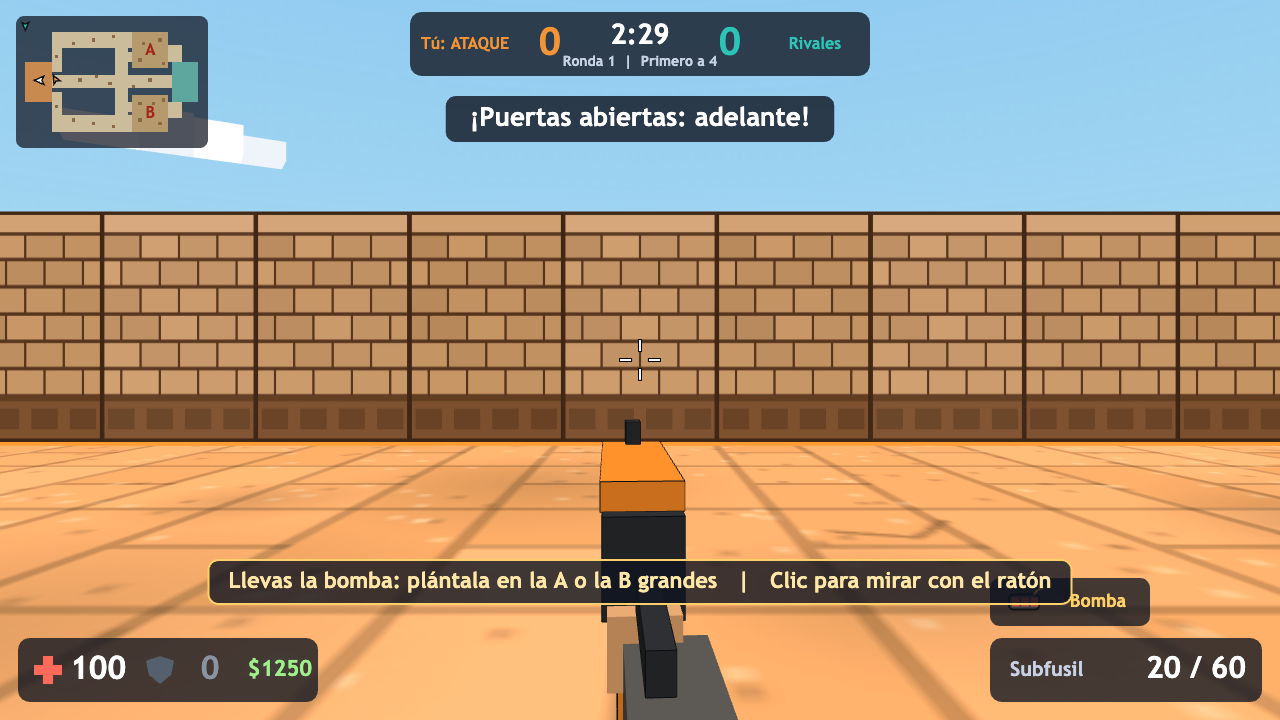 A
B
Tú: ATAQUE
0
2:29
0
Rivales
Ronda 1 | Primero a 4
¡Puertas abiertas: adelante!
Llevas la bomba: plántala en la A o la B grandes | Clic para mirar con el ratón
Bomba
100
0
$1250
Subfusil
20 / 60